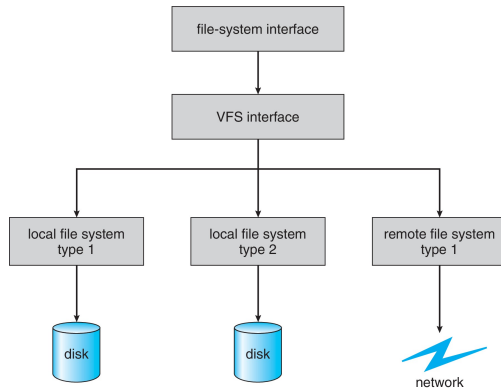 file-system interface
VFS interface
local file system
type 1
local file system
type 2
remote file system
type 1
disk
disk
network